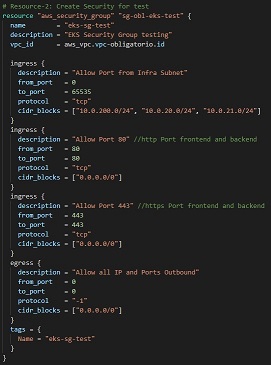 # Resource-2: Create Security for test
resource "aws_security_group" "sg-obl-eks-test" {
  name        = "eks-sg-test"
  description = "EKS Security Group testing"
  vpc_id      = aws_vpc.vpc-obligatorio.id

  ingress {
    description = "Allow Port from Infra Subnet"
    from_port   = 0
    to_port     = 65535
    protocol    = "tcp"
    cidr_blocks = ["10.0.200.0/24", "10.0.20.0/24", "10.0.21.0/24"]
  }
  ingress {
    description = "Allow Port 80" //http Port frontend and backend
    from_port   = 80
    to_port     = 80
    protocol    = "tcp"
    cidr_blocks = ["0.0.0.0/0"]
  }
  ingress {
    description = "Allow Port 443" //https Port frontend and backend
    from_port   = 443
    to_port     = 443
    protocol    = "tcp"
    cidr_blocks = ["0.0.0.0/0"]
  }
  egress {
    description = "Allow all IP and Ports Outbound"
    from_port   = 0
    to_port     = 0
    protocol    = "-1"
    cidr_blocks = ["0.0.0.0/0"]
  }
  tags = {
    Name = "eks-sg-test"
  }
}